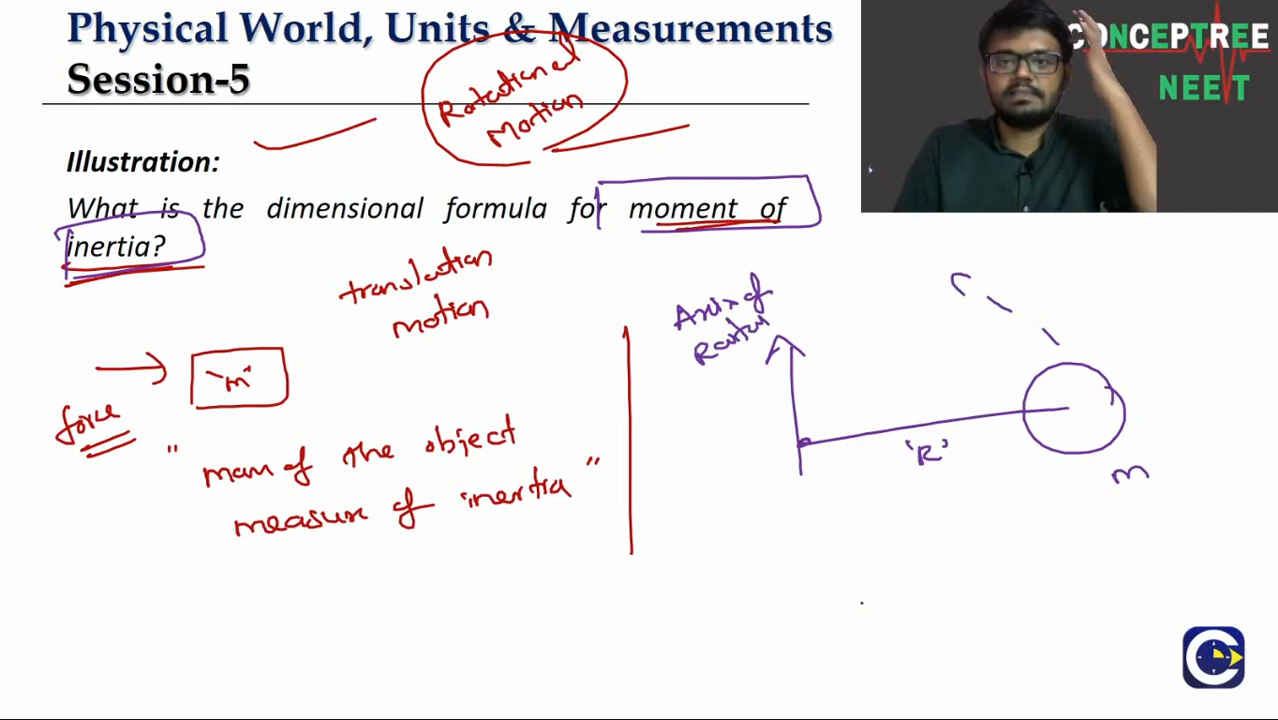 Physical World, Units & Measurements
Session-5
CONCEPTREE
NEET
Rotational
Motion
Illustration:
What is the dimensional formula for moment of
inertia?
translation
motion
Axis of
Rotation
"m"
force
" mass of the object
measure of inertia "
'R'
m